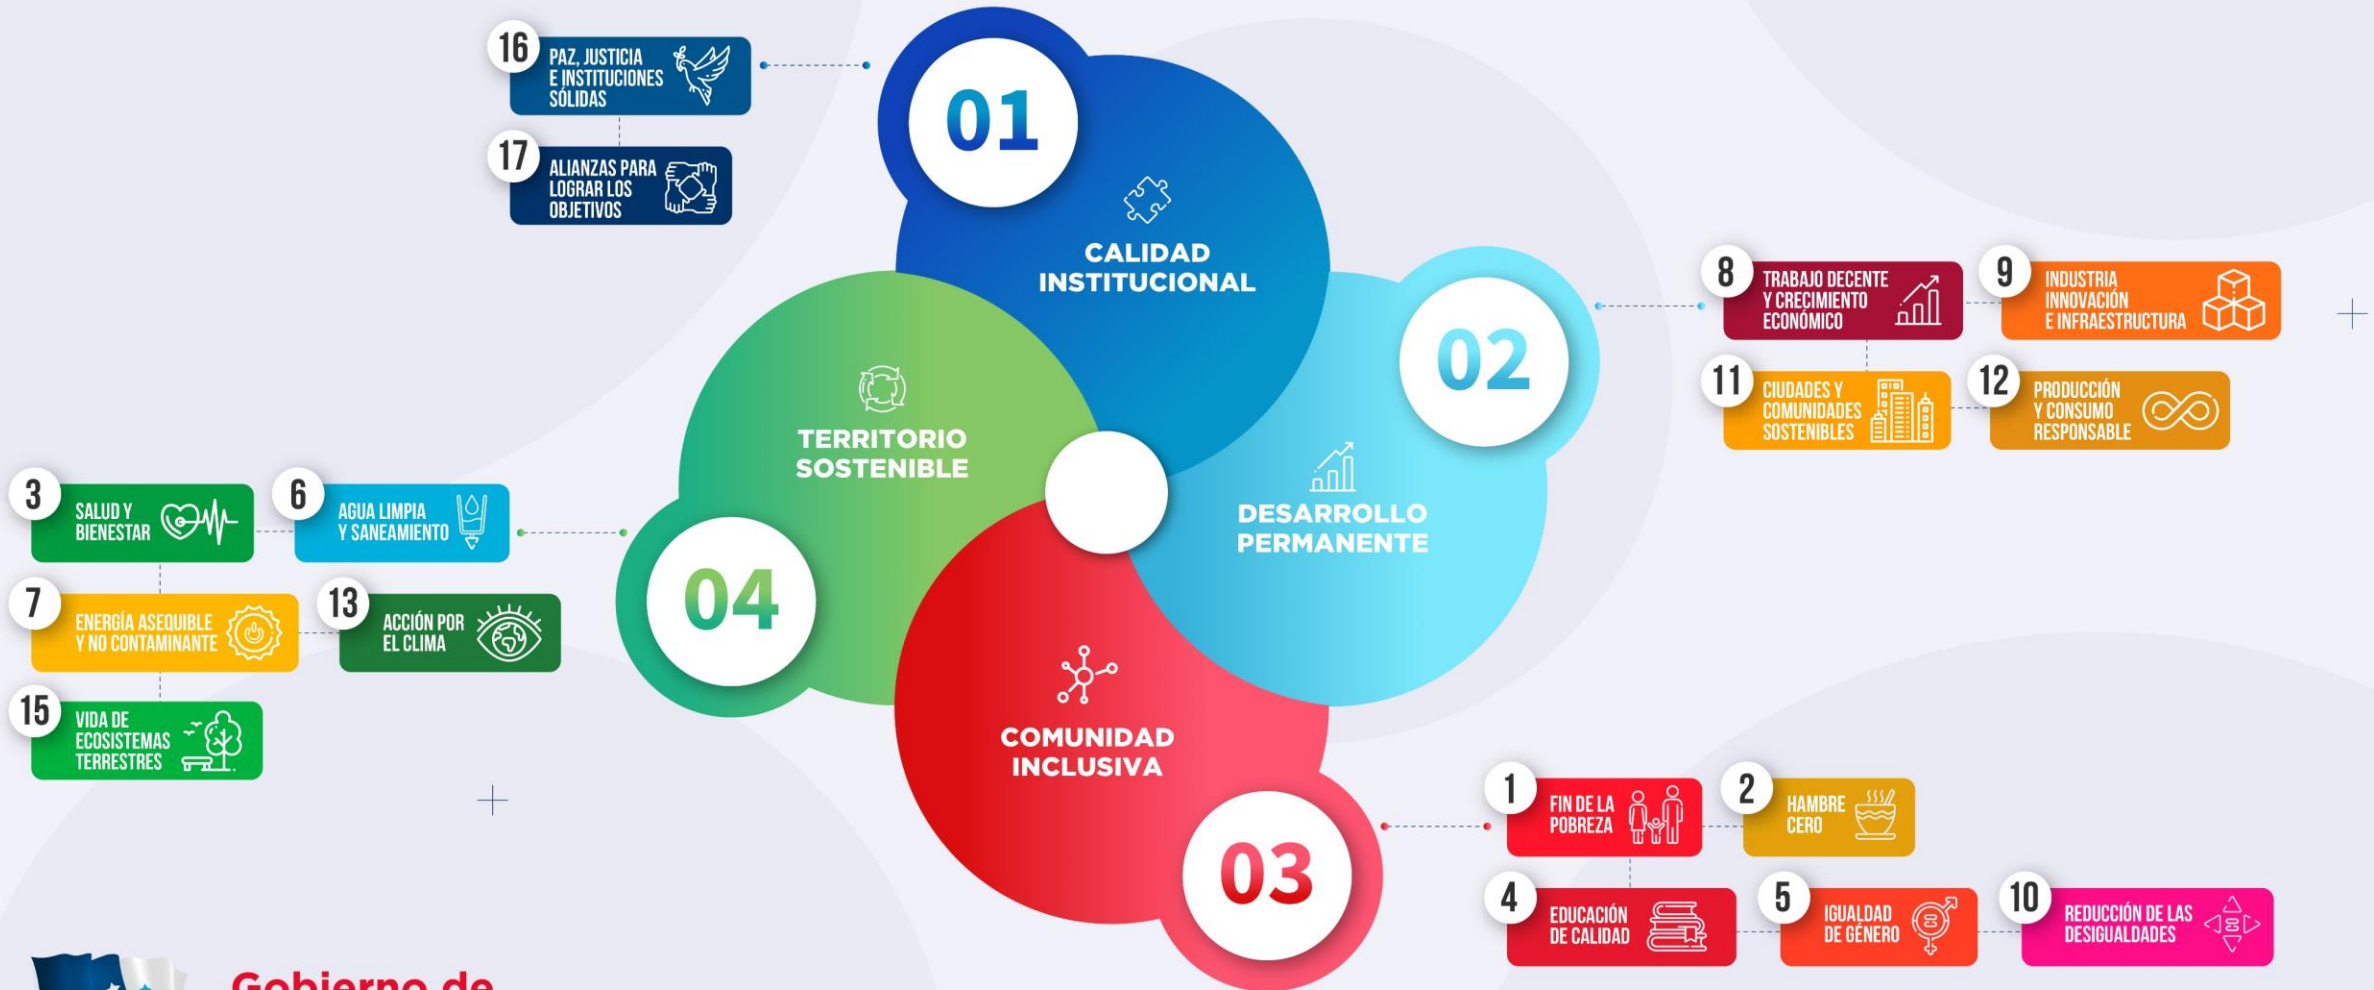 16
PAZ, JUSTICIA
E INSTITUCIONES
SÓLIDAS
17
ALIANZAS PARA
LOGRAR LOS
OBJETIVOS
01
CALIDAD
INSTITUCIONAL
02
DESARROLLO
PERMANENTE
8
TRABAJO DECENTE
Y CRECIMIENTO
ECONÓMICO
9
INDUSTRIA
INNOVACIÓN
E INFRAESTRUCTURA
11
CIUDADES Y
COMUNIDADES
SOSTENIBLES
12
PRODUCCIÓN
Y CONSUMO
RESPONSABLE
TERRITORIO
SOSTENIBLE
04
3
SALUD Y
BIENESTAR
6
AGUA LIMPIA
Y SANEAMIENTO
7
ENERGÍA ASEQUIBLE
Y NO CONTAMINANTE
13
ACCIÓN POR
EL CLIMA
15
VIDA DE
ECOSISTEMAS
TERRESTRES
COMUNIDAD
INCLUSIVA
03
1
FIN DE LA
POBREZA
2
HAMBRE
CERO
4
EDUCACIÓN
DE CALIDAD
5
IGUALDAD
DE GÉNERO
10
REDUCCIÓN DE LAS
DESIGUALDADES
Gobierno de